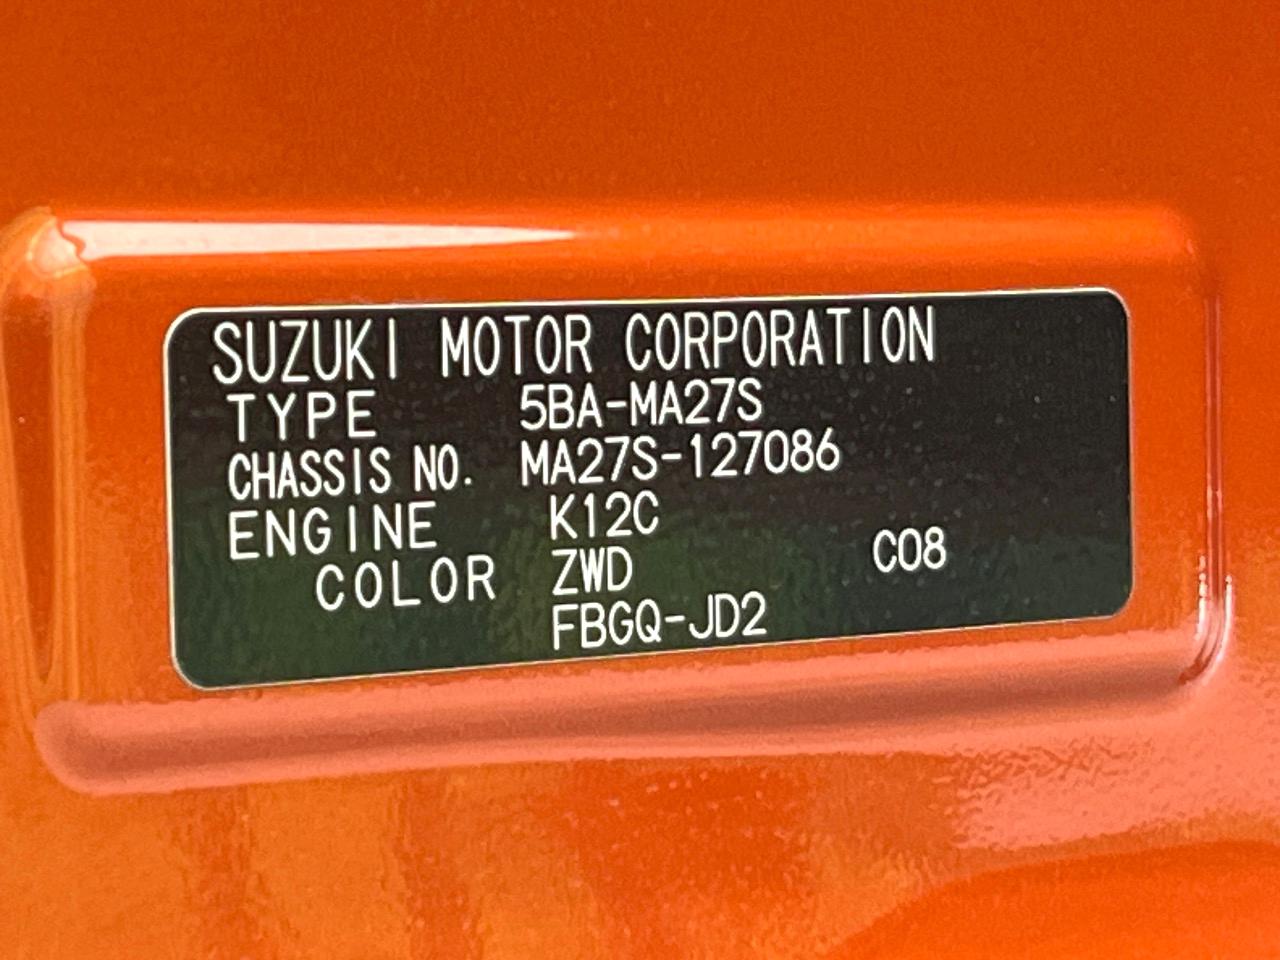 SUZUKI MOTOR CORPORATION
TYPE 5BA-MA27S
CHASSIS NO. MA27S-127086
ENGINE K12C
COLOR ZWD C08
FBGQ-JD2